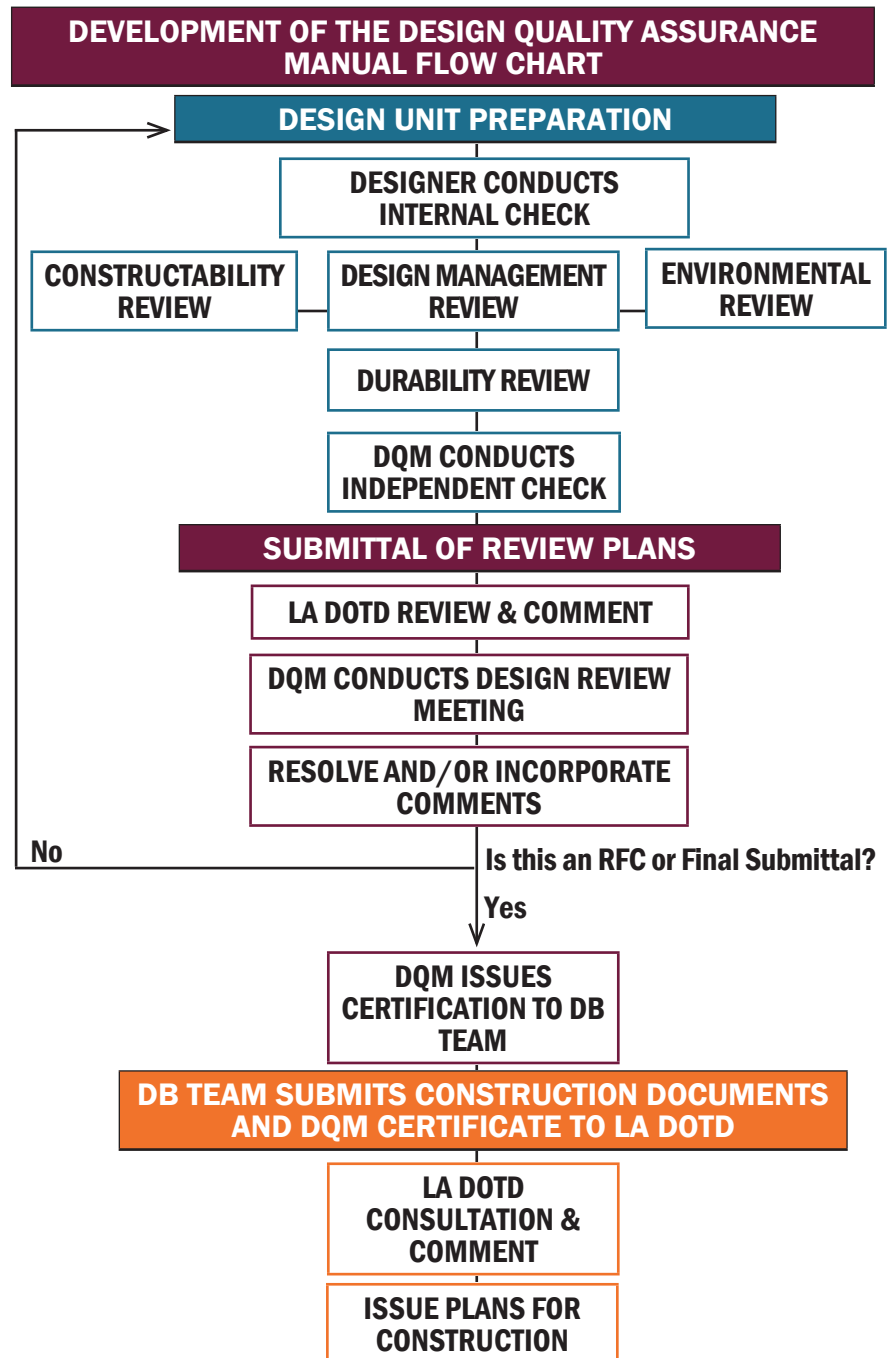 DEVELOPMENT OF THE DESIGN QUALITY ASSURANCE
MANUAL FLOW CHART
DESIGN UNIT PREPARATION
DESIGNER CONDUCTS
INTERNAL CHECK
CONSTRUCTABILITY
REVIEW
DESIGN MANAGEMENT
REVIEW
ENVIRONMENTAL
REVIEW
DURABILITY REVIEW
DQM CONDUCTS
INDEPENDENT CHECK
SUBMITTAL OF REVIEW PLANS
LA DOTD REVIEW & COMMENT
DQM CONDUCTS DESIGN REVIEW
MEETING
RESOLVE AND/OR INCORPORATE
COMMENTS
No
Is this an RFC or Final Submittal?
Yes
DQM ISSUES
CERTIFICATION TO DB
TEAM
DB TEAM SUBMITS CONSTRUCTION DOCUMENTS
AND DQM CERTIFICATE TO LA DOTD
LA DOTD
CONSULTATION &
COMMENT
ISSUE PLANS FOR
CONSTRUCTION